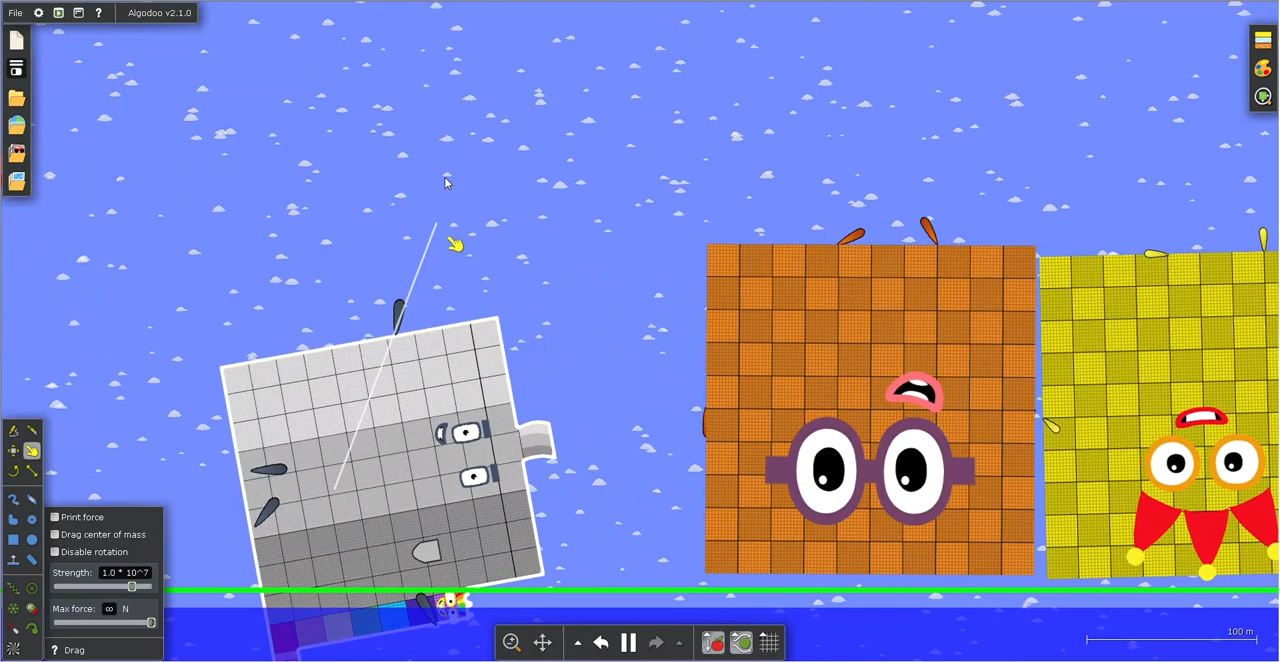 File ? Algodoo v2.1.0
Print force
Drag center of mass
Disable rotation
Strength: 1.0 * 10^7
Max force: ∞ N
? Drag
100 m